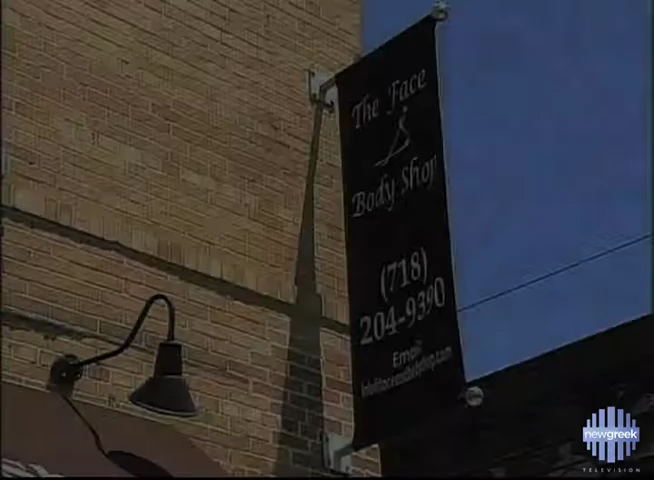 The Face
Body Shop
(718)
204-9390
Email
newgreek
TELEVISION